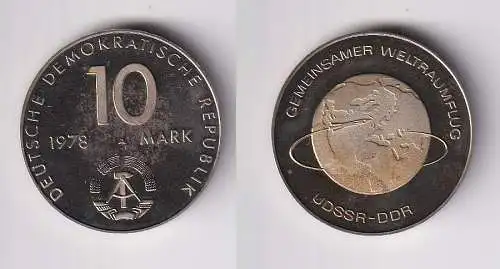 DEUTSCHE DEMOKRATISCHE REPUBLIK
10
1978 A MARK
GEMEINSAMER WELTRAUMFLUG
UDSSR-DDR